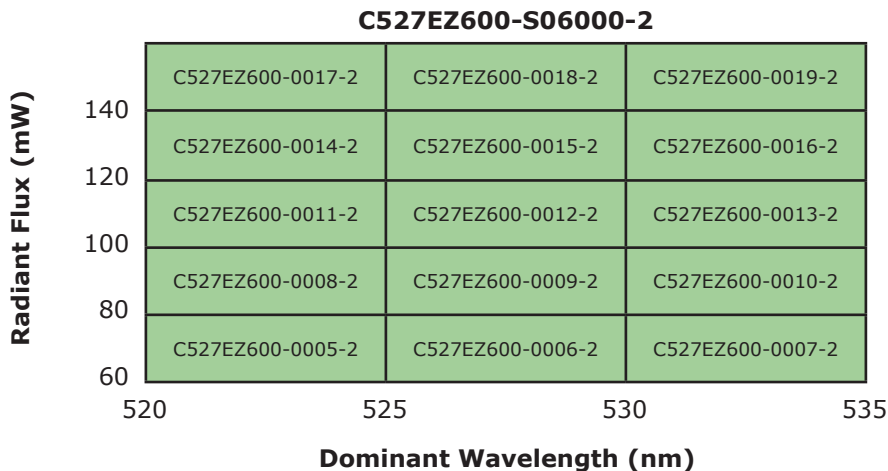 C527EZ600-S06000-2
Radiant Flux (mW)
C527EZ600-0017-2 C527EZ600-0018-2 C527EZ600-0019-2
140
C527EZ600-0014-2 C527EZ600-0015-2 C527EZ600-0016-2
120
C527EZ600-0011-2 C527EZ600-0012-2 C527EZ600-0013-2
100
C527EZ600-0008-2 C527EZ600-0009-2 C527EZ600-0010-2
80
C527EZ600-0005-2 C527EZ600-0006-2 C527EZ600-0007-2
60
520 525 530 535
Dominant Wavelength (nm)